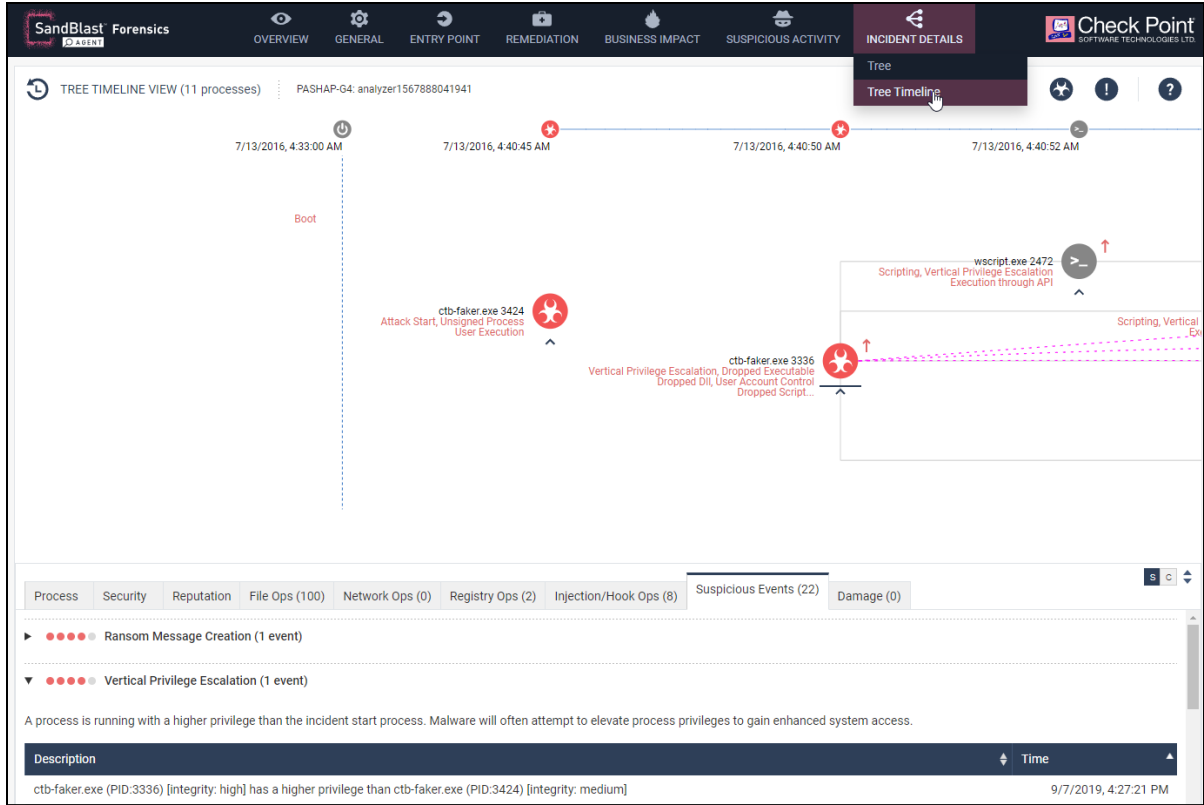 SandBlast™ Forensics
AGENT
OVERVIEW
GENERAL
ENTRY POINT
REMEDIATION
BUSINESS IMPACT
SUSPICIOUS ACTIVITY
INCIDENT DETAILS
Check Point
SOFTWARE TECHNOLOGIES LTD.
Tree
Tree Timeline
TREE TIMELINE VIEW (11 processes)
PASHAP-G4: analyzer1567888041941
!
?
7/13/2016, 4:33:00 AM
7/13/2016, 4:40:45 AM
7/13/2016, 4:40:50 AM
7/13/2016, 4:40:52 AM
Boot
wscript.exe 2472
Scripting, Vertical Privilege Escalation
Execution through API
>_
ctb-faker.exe 3424
Attack Start, Unsigned Process
User Execution
Scripting, Vertical
Exe
ctb-faker.exe 3336
Vertical Privilege Escalation, Dropped Executable
Dropped Dll, User Account Control
Dropped Script...
S C
Process
Security
Reputation
File Ops (100)
Network Ops (0)
Registry Ops (2)
Injection/Hook Ops (8)
Suspicious Events (22)
Damage (0)
Ransom Message Creation (1 event)
Vertical Privilege Escalation (1 event)
A process is running with a higher privilege than the incident start process. Malware will often attempt to elevate process privileges to gain enhanced system access.
Description
Time
ctb-faker.exe (PID:3336) [integrity: high] has a higher privilege than ctb-faker.exe (PID:3424) [integrity: medium]
9/7/2019, 4:27:21 PM